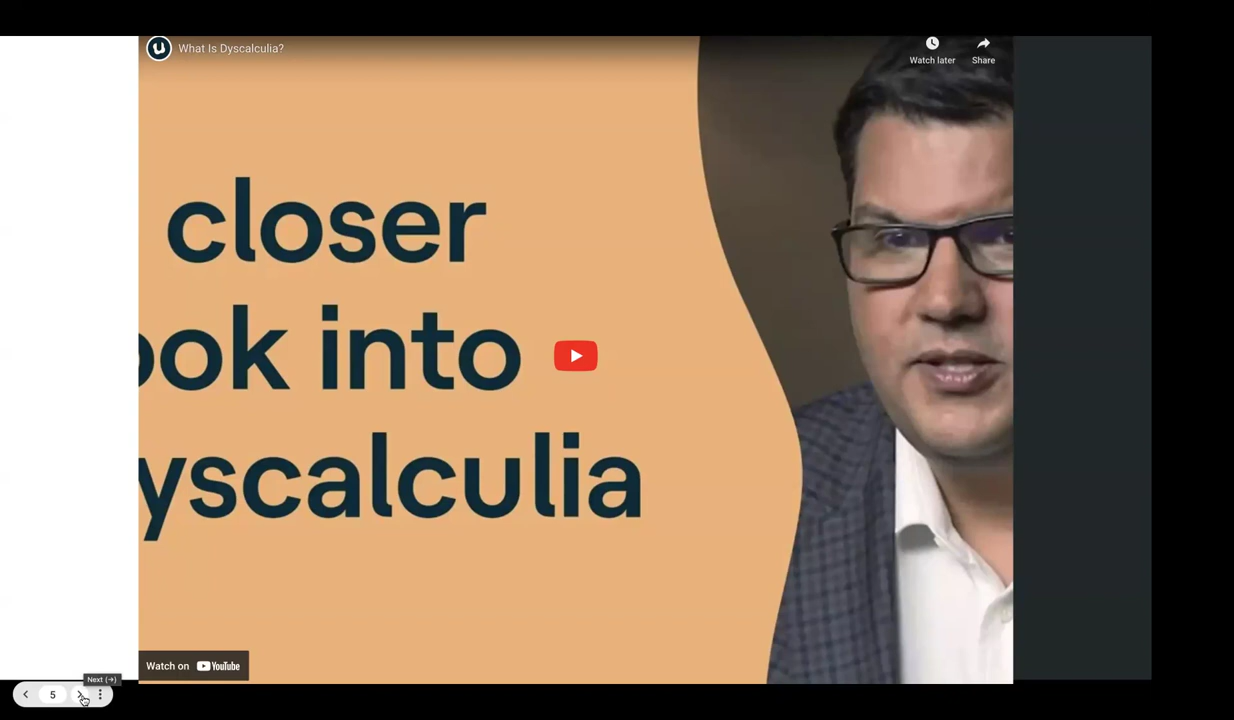 What Is Dyscalculia?
Watch later
Share
closer
ook into
yscalculia
Watch on YouTube
Next (→)
5